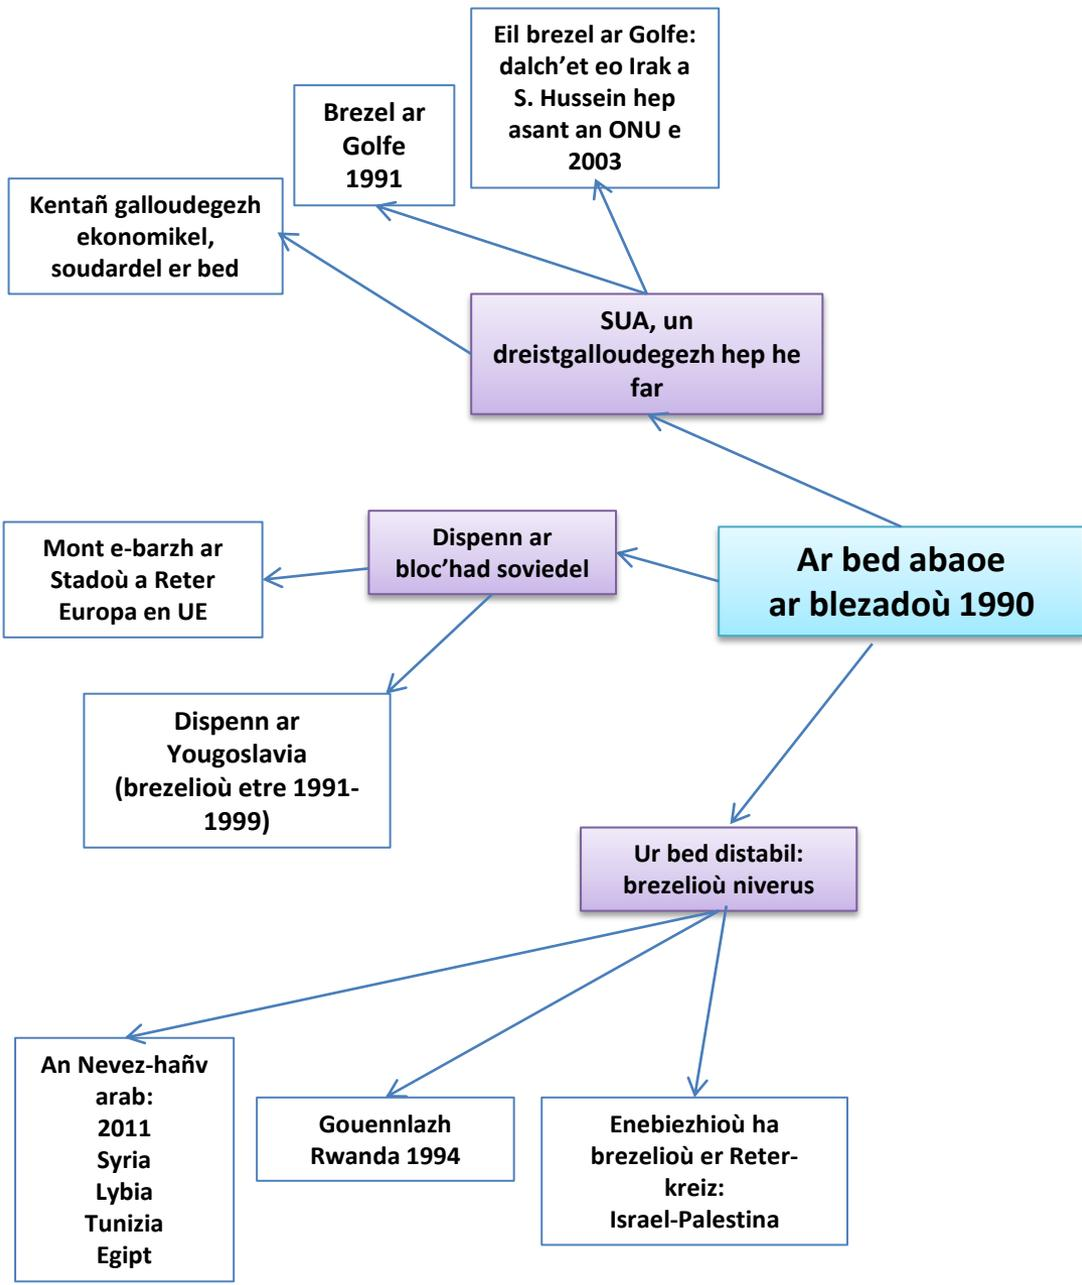 Eil brezel ar Golfe:
dalch’et eo Irak a
S. Hussein hep
asant an ONU e
2003
Brezel ar
Golfe
1991
Kentañ galloudegezh
ekonomikel,
soudardel er bed
SUA, un
dreistgalloudegezh hep he
far
Mont e-barzh ar
Stadoù a Reter
Europa en UE
Dispenn ar
bloc’had soviedel
Ar bed abaoe
ar blezadoù 1990
Dispenn ar
Yougoslavia
(brezelioù etre 1991-
1999)
Ur bed distabil:
brezelioù niverus
An Nevez-hañv
arab:
2011
Syria
Lybia
Tunizia
Egipt
Gouennlazh
Rwanda 1994
Enebiezhioù ha
brezelioù er Reter-
kreiz:
Israel-Palestina